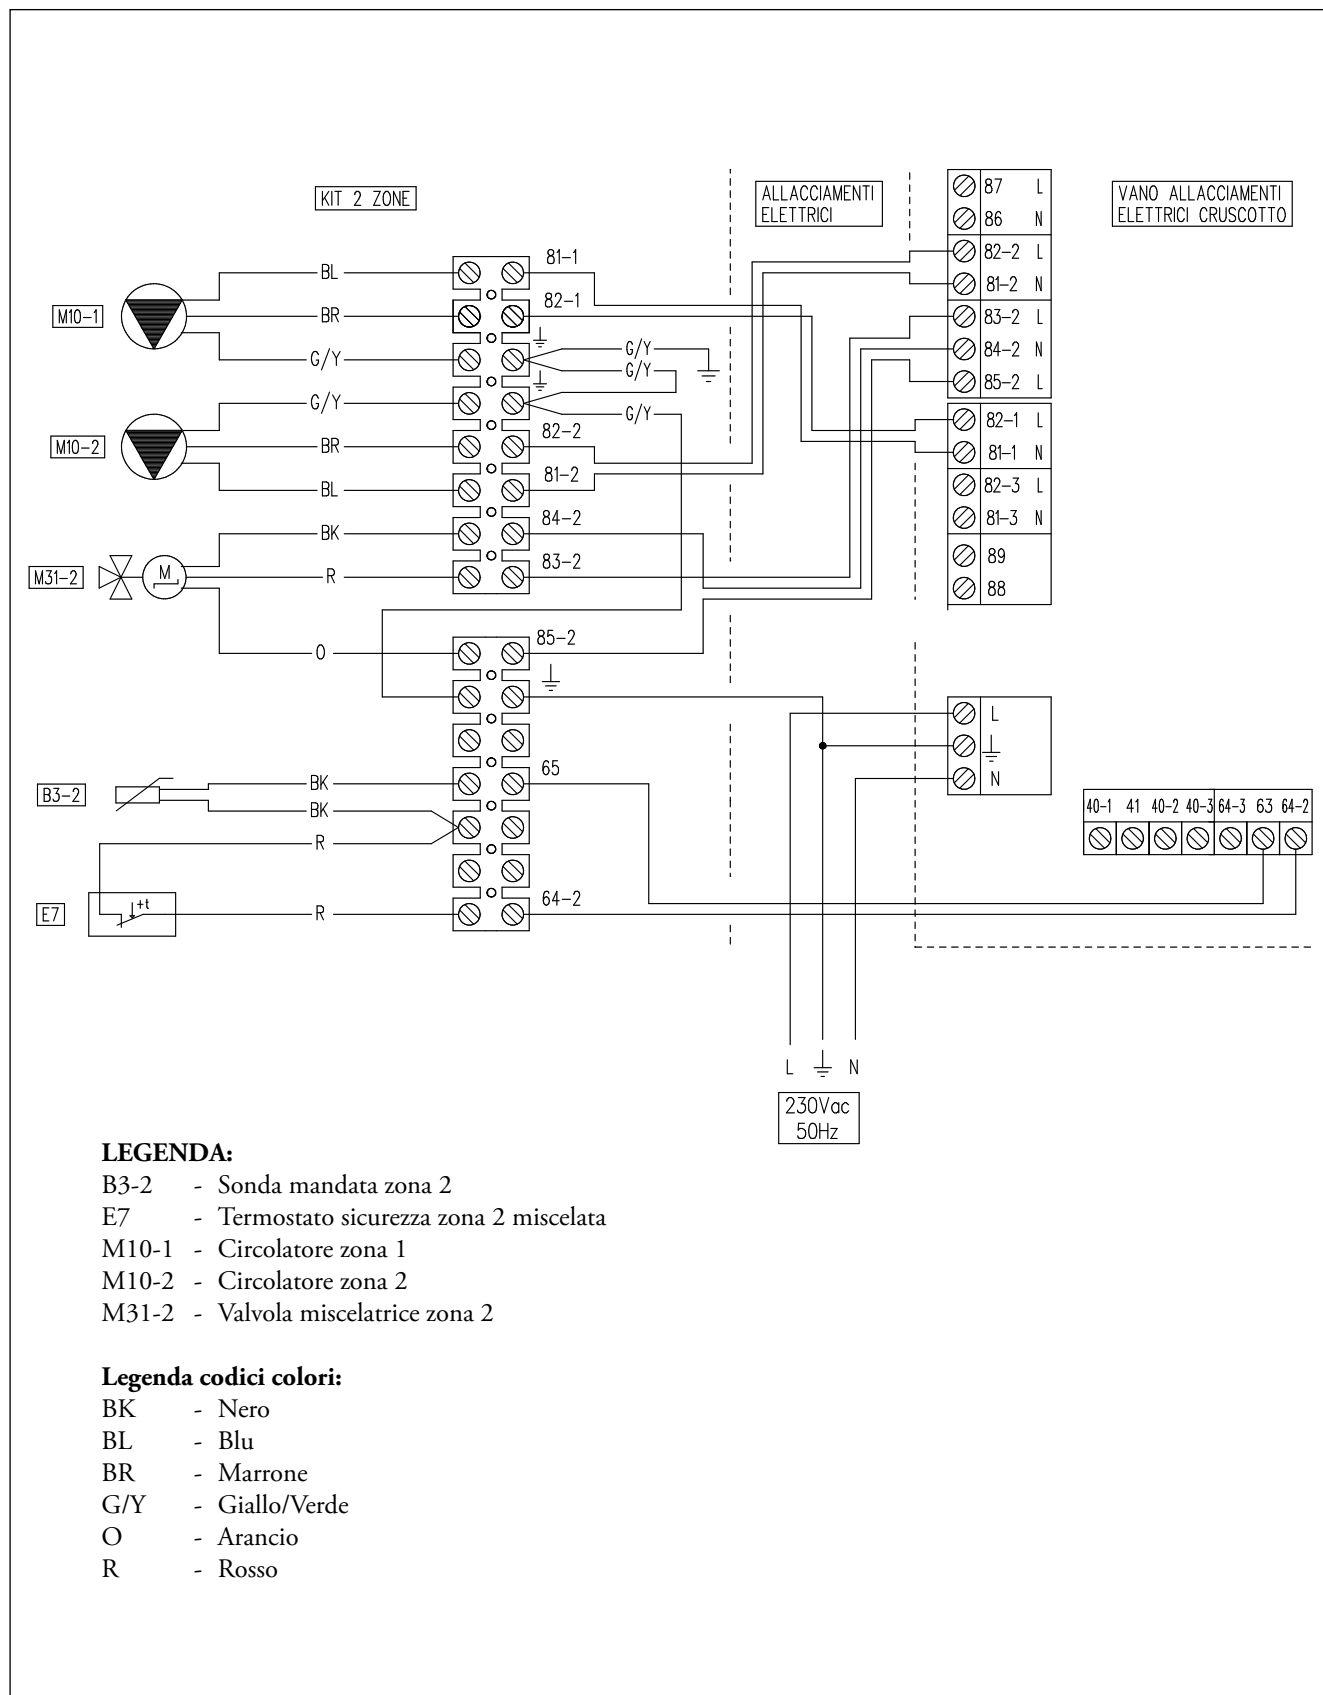 KIT 2 ZONE
ALLACCIAMENTI
ELETTRICI
VANO ALLACCIAMENTI
ELETTRICI CRUSCOTTO
M10-1
BL
BR
G/Y
81-1
82-1
G/Y
G/Y
M10-2
G/Y
BR
BL
G/Y
82-2
81-2
M31-2
M
BK
R
O
84-2
83-2
85-2
B3-2
BK
BK
R
65
E7
+t
R
64-2
87 L
86 N
82-2 L
81-2 N
83-2 L
84-2 N
85-2 L
82-1 L
81-1 N
82-3 L
81-3 N
89
88
L
N
40-1 41 40-2 40-3 64-3 63 64-2
L N
230Vac
50Hz
LEGENDA:
B3-2 - Sonda mandata zona 2
E7 - Termostato sicurezza zona 2 miscelata
M10-1 - Circolatore zona 1
M10-2 - Circolatore zona 2
M31-2 - Valvola miscelatrice zona 2
Legenda codici colori:
BK - Nero
BL - Blu
BR - Marrone
G/Y - Giallo/Verde
O - Arancio
R - Rosso